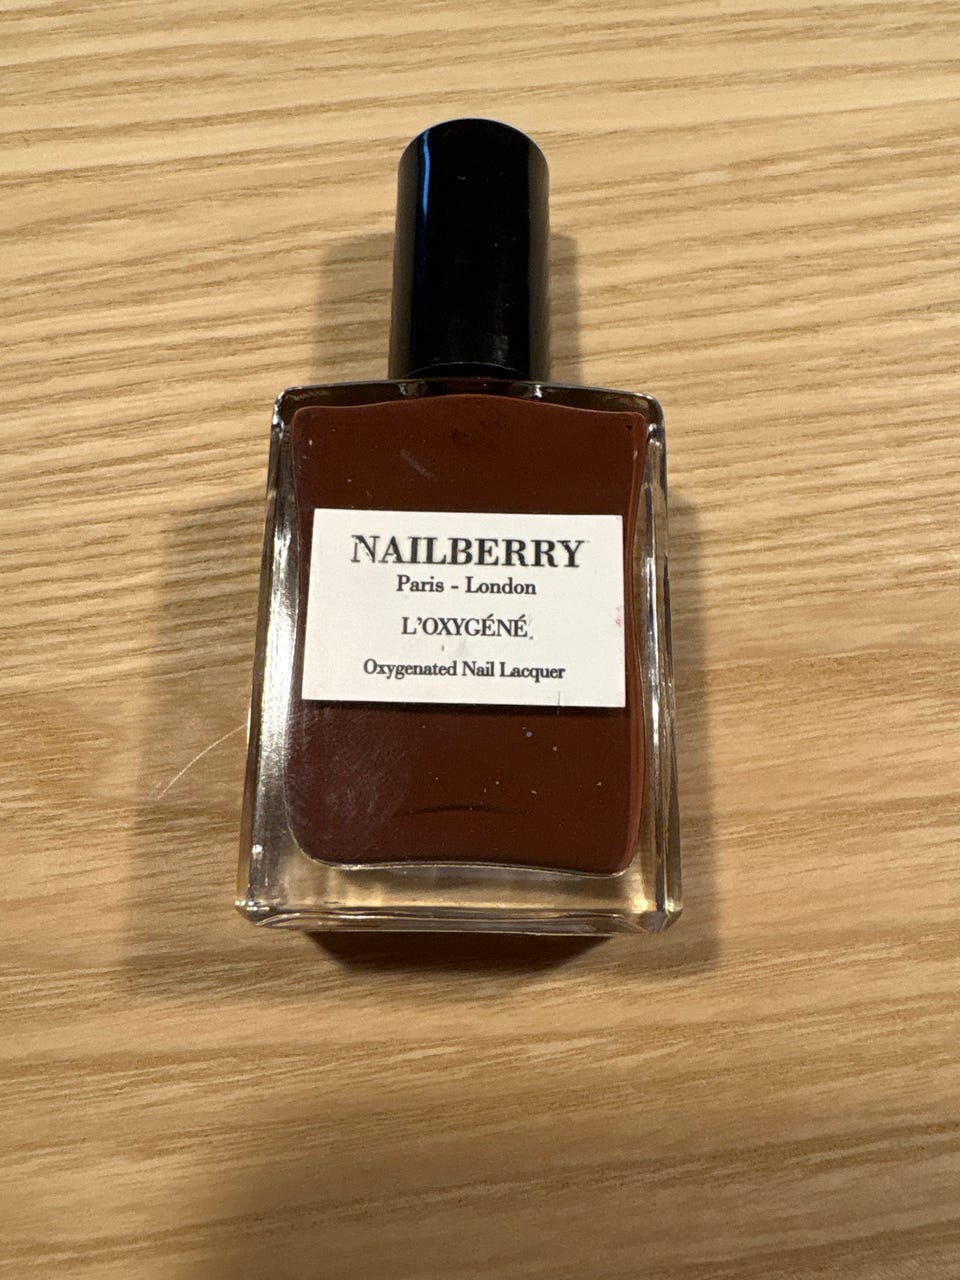 NAILBERRY
Paris - London
L'OXYGÉNÉ
Oxygenated Nail Lacquer